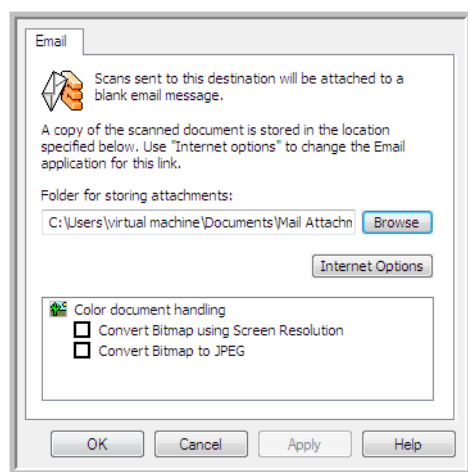 Email
Scans sent to this destination will be attached to a
blank email message.
A copy of the scanned document is stored in the location
specified below. Use "Internet options" to change the Email
application for this link.
Folder for storing attachments:
C:\Users\virtual machine\Documents\Mail Attachn Browse
Internet Options
Color document handling
Convert Bitmap using Screen Resolution
Convert Bitmap to JPEG
OK Cancel Apply Help